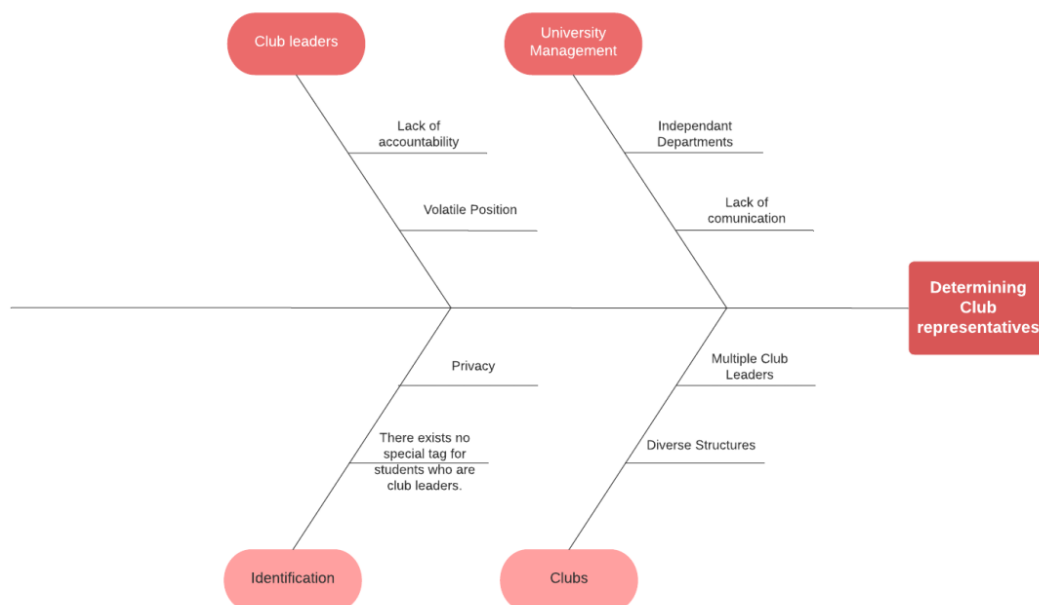 Club leaders
University
Management
Lack of
accountability
Independant
Departments
Volatile Position
Lack of
comunication
Determining
Club
representatives
Privacy
Multiple Club
Leaders
There exists no
special tag for
students who are
club leaders.
Diverse Structures
Identification
Clubs